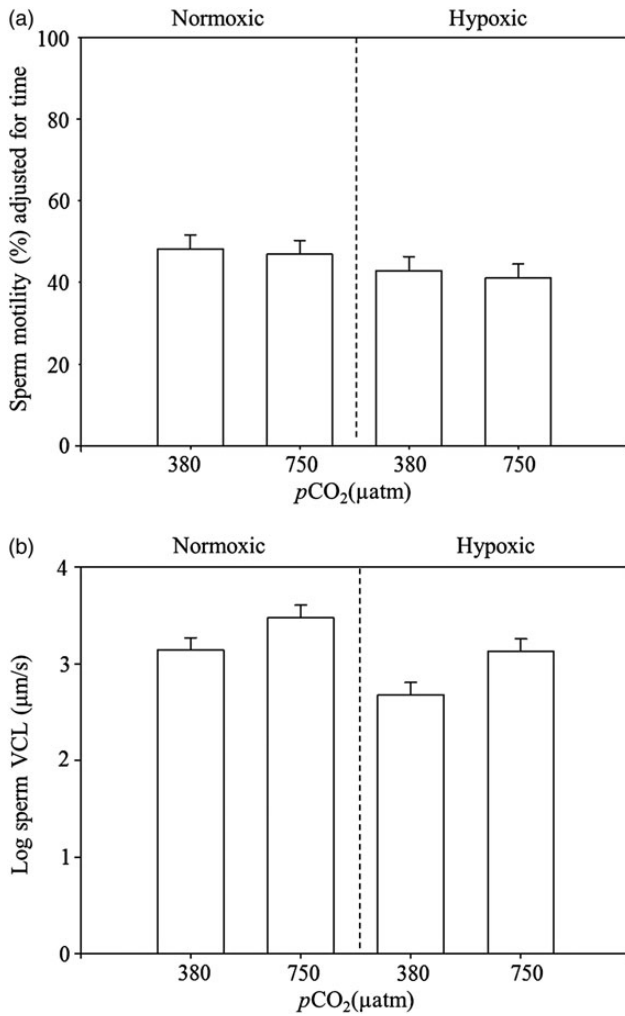 (a)
Normoxic Hypoxic
100
80
60
40
20
0
Sperm motility (%) adjusted for time
380 750 380 750
pCO₂(µatm)
(b)
Normoxic Hypoxic
4
3
2
1
0
Log sperm VCL (µm/s)
380 750 380 750
pCO₂(µatm)